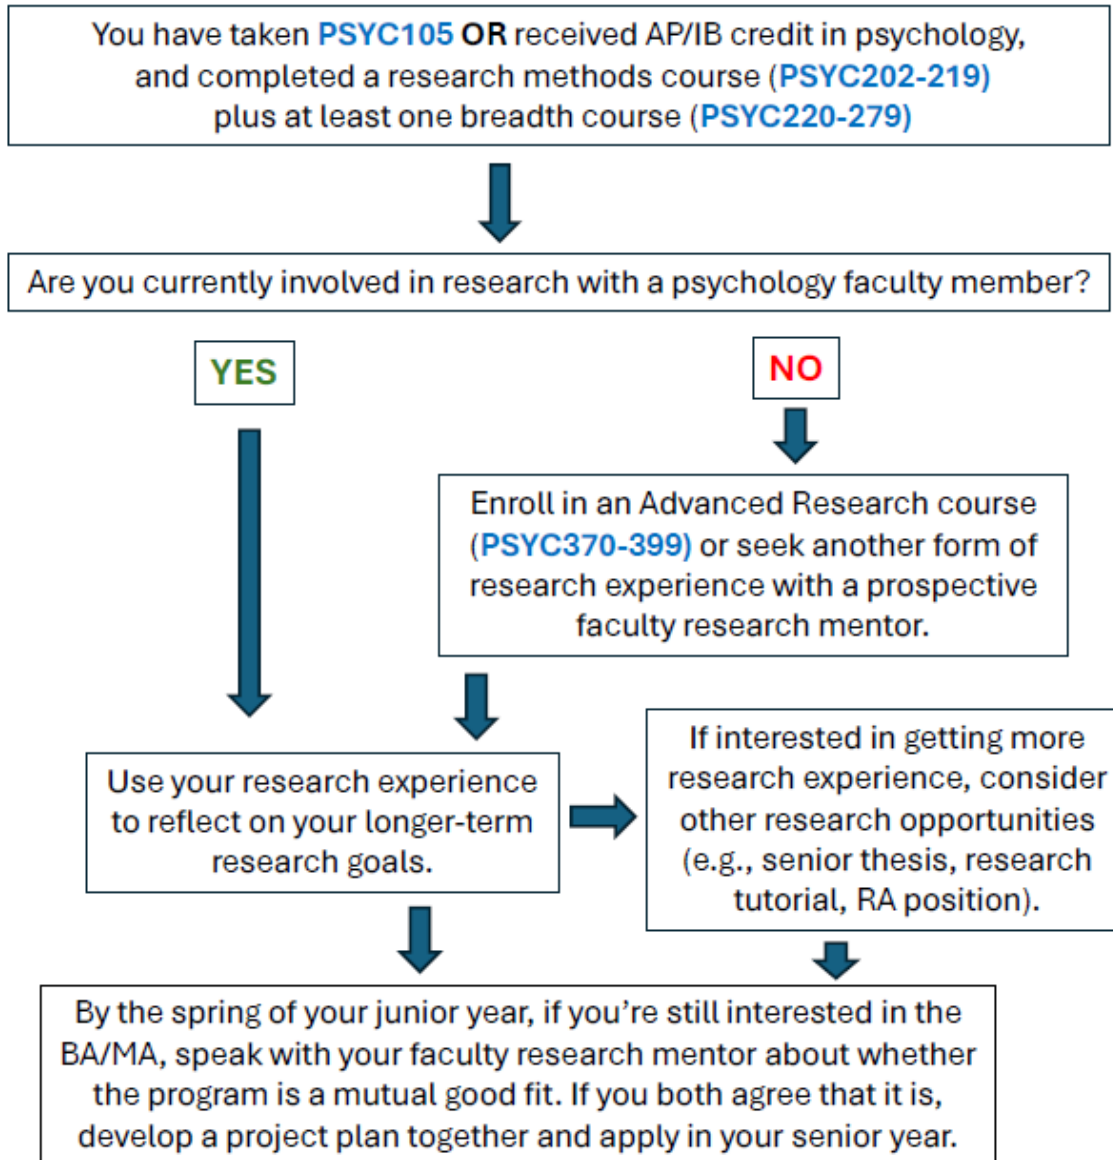 You have taken PSYC105 OR received AP/IB credit in psychology,
and completed a research methods course (PSYC202-219)
plus at least one breadth course (PSYC220-279)
Are you currently involved in research with a psychology faculty member?
YES
NO
Enroll in an Advanced Research course
(PSYC370-399) or seek another form of
research experience with a prospective
faculty research mentor.
Use your research experience
to reflect on your longer-term
research goals.
If interested in getting more
research experience, consider
other research opportunities
(e.g., senior thesis, research
tutorial, RA position).
By the spring of your junior year, if you’re still interested in the
BA/MA, speak with your faculty research mentor about whether
the program is a mutual good fit. If you both agree that it is,
develop a project plan together and apply in your senior year.